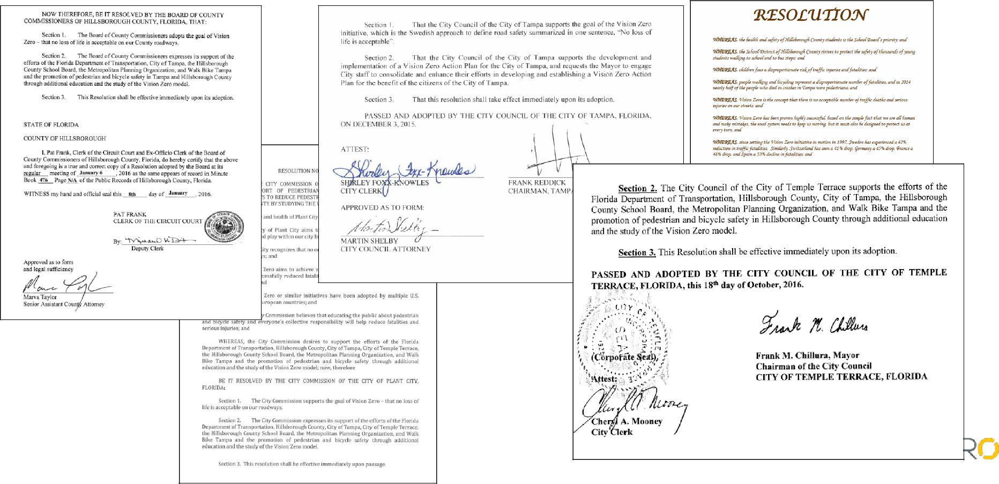 NOW THEREFORE, BE IT RESOLVED BY THE BOARD OF COUNTY
COMMISSIONERS OF HILLSBOROUGH COUNTY, FLORIDA, THAT:
Section 1. The Board of County Commissioners adopts the goal of Vision
Zero – that no loss of life is acceptable on our County roadways.
Section 2. The Board of County Commissioners expresses its support of the
efforts of the Florida Department of Transportation, City of Tampa, the Hillsborough
County School Board, the Metropolitan Planning Organization, and Walk Bike Tampa
and the promotion of pedestrian and bicycle safety in Tampa and Hillsborough County
through additional education and the study of the Vision Zero model.
Section 3. This Resolution shall be effective immediately upon its adoption.
STATE OF FLORIDA
COUNTY OF HILLSBOROUGH
I, Pat Frank, Clerk of the Circuit Court and Ex-Officio Clerk of the Board of
County Commissioners of Hillsborough County, Florida, do hereby certify that the above
and foregoing is a true and correct copy of a Resolution adopted by the Board at its
regular meeting of January 6, 2016 as the same appears of record in Minute
Book 476 Page N/A of the Public Records of Hillsborough County, Florida.
WITNESS my hand and official seal this 8th day of January, 2016.
PAT FRANK
CLERK OF THE CIRCUIT COURT
By:
Deputy Clerk
Approved as to form
and legal sufficiency
Marva Taylor
Senior Assistant County Attorney
RESOLUTION NO
CITY COMMISSION O
ORT OF PEDESTRIAN
S TO REDUCE PEDESTR
TY BY STUDYING THE V
and health of Plant City
y of Plant City aims to
d play within our city li
ity recognizes that no or
ys; and
Zero aims to achieve z
cessfully reduced fatalit
nd
Zero or similar initiatives have been adopted by multiple U.S.
uropean countries; and
y Commission believes that educating the public about pedestrian
and bicycle safety and everyone's collective responsibility will help reduce fatalities and
serious injuries; and
WHEREAS, the City Commission desires to support the efforts of the Florida
Department of Transportation, Hillsborough County, City of Tampa, City of Temple Terrace,
the Hillsborough County School Board, the Metropolitan Planning Organization, and Walk
Bike Tampa and the promotion of pedestrian and bicycle safety through additional
education and the study of the Vision Zero model; now, therefore
BE IT RESOLVED BY THE CITY COMMISSION OF THE CITY OF PLANT CITY,
FLORIDA:
Section 1. The City Commission supports the goal of Vision Zero – that no loss of
life is acceptable on our roadways.
Section 2. The City Commission expresses its support of the efforts of the Florida
Department of Transportation, Hillsborough County, City of Tampa, City of Temple Terrace,
the Hillsborough County School Board, the Metropolitan Planning Organization, and Walk
Bike Tampa and the promotion of pedestrian and bicycle safety through additional
education and the study of the Vision Zero model.
Section 3. This resolution shall be effective immediately upon passage.
Section 1. That the City Council of the City of Tampa supports the goal of the Vision Zero
initiative, which is the Swedish approach to define road safety summarized in one sentence, “No loss of
life is acceptable”.
Section 2. That the City Council of the City of Tampa supports the development and
implementation of a Vision Zero Action Plan for the City of Tampa, and requests the Mayor to engage
City staff to consolidate and enhance their efforts in developing and establishing a Vision Zero Action
Plan for the benefit of the citizens of the City of Tampa.
Section 3. That this resolution shall take effect immediately upon its adoption.
PASSED AND ADOPTED BY THE CITY COUNCIL OF THE CITY OF TAMPA, FLORIDA,
ON DECEMBER 3, 2015.
ATTEST:
Shirley Foxx-Knowles
SHIRLEY FOXX-KNOWLES
CITY CLERK
FRANK REDDICK
CHAIRMAN, TAMPA
APPROVED AS TO FORM:
Martin Shelby
MARTIN SHELBY
CITY COUNCIL ATTORNEY
RESOLUTION
WHEREAS, the health and safety of Hillsborough County students is the School Board's priority; and
WHEREAS, the School District of Hillsborough County strives to protect the safety of thousands of young
students walking to school and to bus stops; and
WHEREAS, children face a disproportionate risk of traffic injuries and fatalities; and
WHEREAS, people walking and bicycling represent a disproportionate number of fatalities, and in 2014
nearly half of the people who died in crashes in Tampa were pedestrians; and
WHEREAS, Vision Zero is the concept that there is no acceptable number of traffic deaths and serious
injuries on our streets; and
WHEREAS, Vision Zero has been proven highly successful, based on the simple fact that we are all human
and make mistakes, the road system needs to keep us moving, but it must also be designed to protect us at
every turn; and
WHEREAS, since setting the Vision Zero initiative in motion in 1997, Sweden has experienced a 42%
reduction in traffic fatalities. Similarly, Switzerland has seen a 41% drop, Germany a 45% drop, France a
48% drop, and Spain a 53% decline in fatalities; and
Section 2. The City Council of the City of Temple Terrace supports the efforts of the
Florida Department of Transportation, Hillsborough County, City of Tampa, the Hillsborough
County School Board, the Metropolitan Planning Organization, and Walk Bike Tampa and the
promotion of pedestrian and bicycle safety in Hillsborough County through additional education
and the study of the Vision Zero model.
Section 3. This Resolution shall be effective immediately upon its adoption.
PASSED AND ADOPTED BY THE CITY COUNCIL OF THE CITY OF TEMPLE
TERRACE, FLORIDA, this 18th day of October, 2016.
CITY OF TEMPLE TERRACE
INCORPORATED
SEAL
Frank M. Chillura
(Corporate Seal)
Frank M. Chillura, Mayor
Chairman of the City Council
CITY OF TEMPLE TERRACE, FLORIDA
Attest:
Cheryl A. Mooney
Cheryl A. Mooney
City Clerk
RO